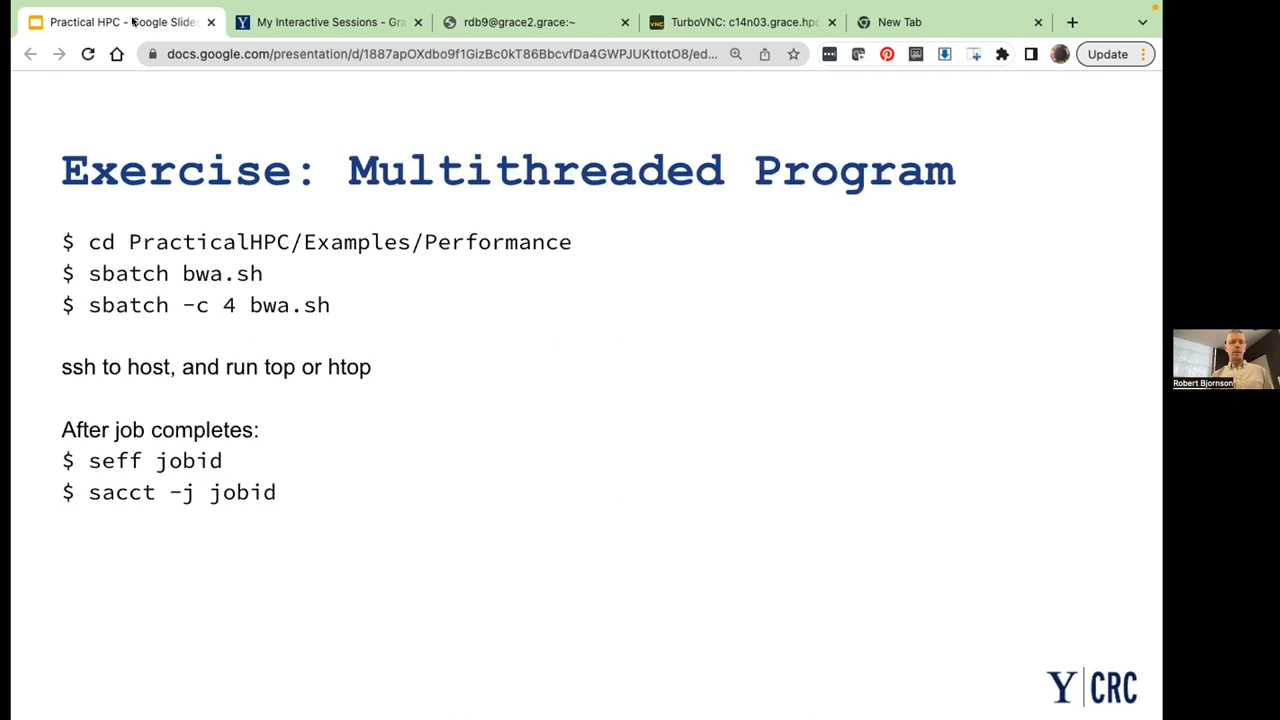 Practical HPC - Google Slides
My Interactive Sessions - Gra
rdb9@grace2.grace:~
TurboVNC: c14n03.grace.hpc
New Tab
docs.google.com/presentation/d/1887apOXdbo9f1GizBc0kT86BbcvfDa4GWPJUKttotO8/ed...
Update
Exercise: Multithreaded Program
$ cd PracticalHPC/Examples/Performance
$ sbatch bwa.sh
$ sbatch -c 4 bwa.sh
ssh to host, and run top or htop
After job completes:
$ seff jobid
$ sacct -j jobid
Robert Bjornson
Y CRC